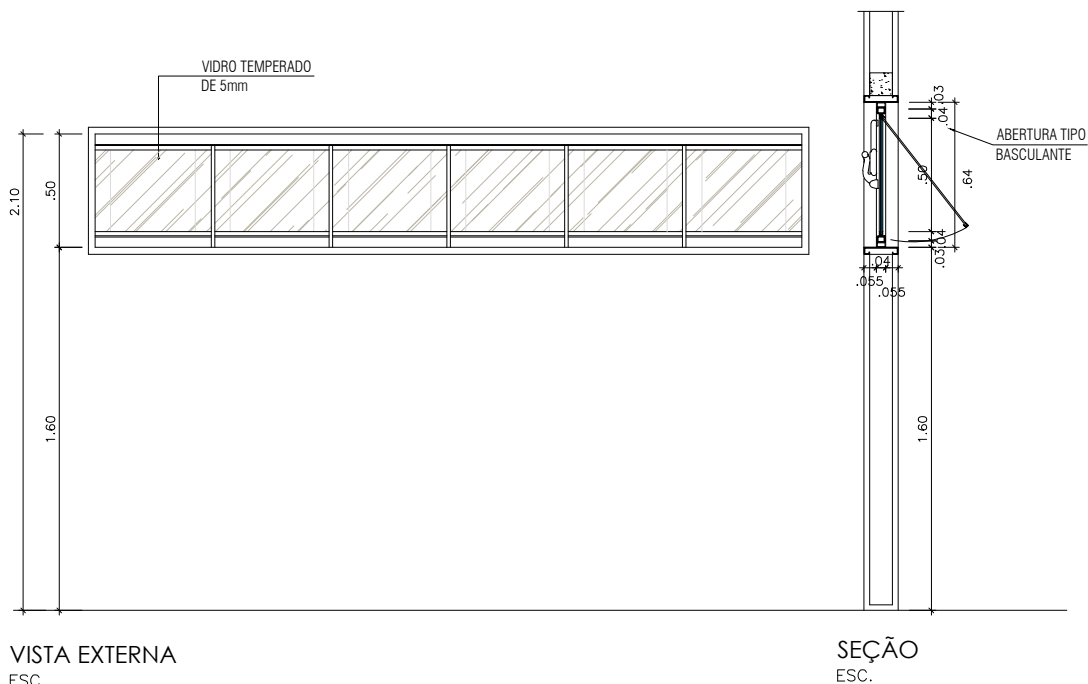 VIDRO TEMPERADO
DE 5mm
2.10
.50
1.60
VISTA EXTERNA
ESC.
.03
.04
ABERTURA TIPO
BASCULANTE
.50
.64
.04
.03
.04
.055
.055
1.60
SEÇÃO
ESC.